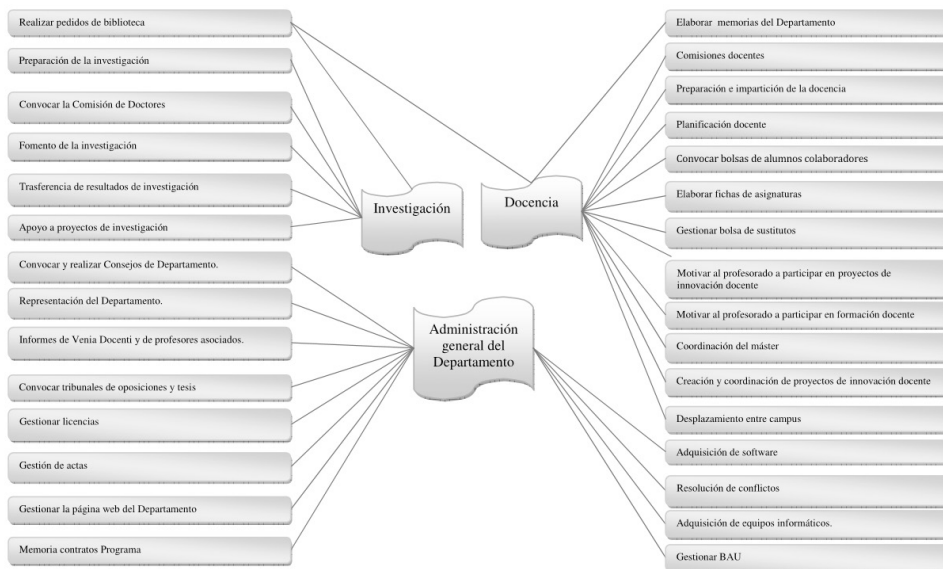 Realizar pedidos de biblioteca
Preparación de la investigación
Convocar la Comisión de Doctores
Fomento de la investigación
Trasferencia de resultados de investigación
Apoyo a proyectos de investigación
Convocar y realizar Consejos de Departamento.
Representación del Departamento.
Informes de Venia Docenti y de profesores asociados.
Convocar tribunales de oposiciones y tesis
Gestionar licencias
Gestión de actas
Gestionar la página web del Departamento
Memoria contratos Programa
Investigación
Docencia
Administración
general del
Departamento
Elaborar memorias del Departamento
Comisiones docentes
Preparación e impartición de la docencia
Planificación docente
Convocar bolsas de alumnos colaboradores
Elaborar fichas de asignaturas
Gestionar bolsa de sustitutos
Motivar al profesorado a participar en proyectos de
innovación docente
Motivar al profesorado a participar en formación docente
Coordinación del máster
Creación y coordinación de proyectos de innovación docente
Desplazamiento entre campus
Adquisición de software
Resolución de conflictos
Adquisición de equipos informáticos.
Gestionar BAU